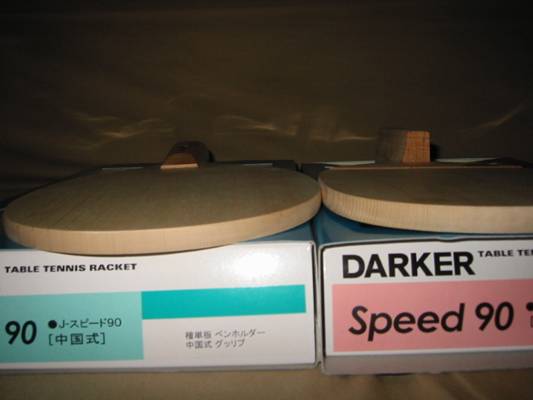 TABLE TENNIS RACKET
90 ●J-スピード90
[中国式]
檜単板 ペンホルダー
中国式 グリップ
DARKER TABLE TE
Speed 90